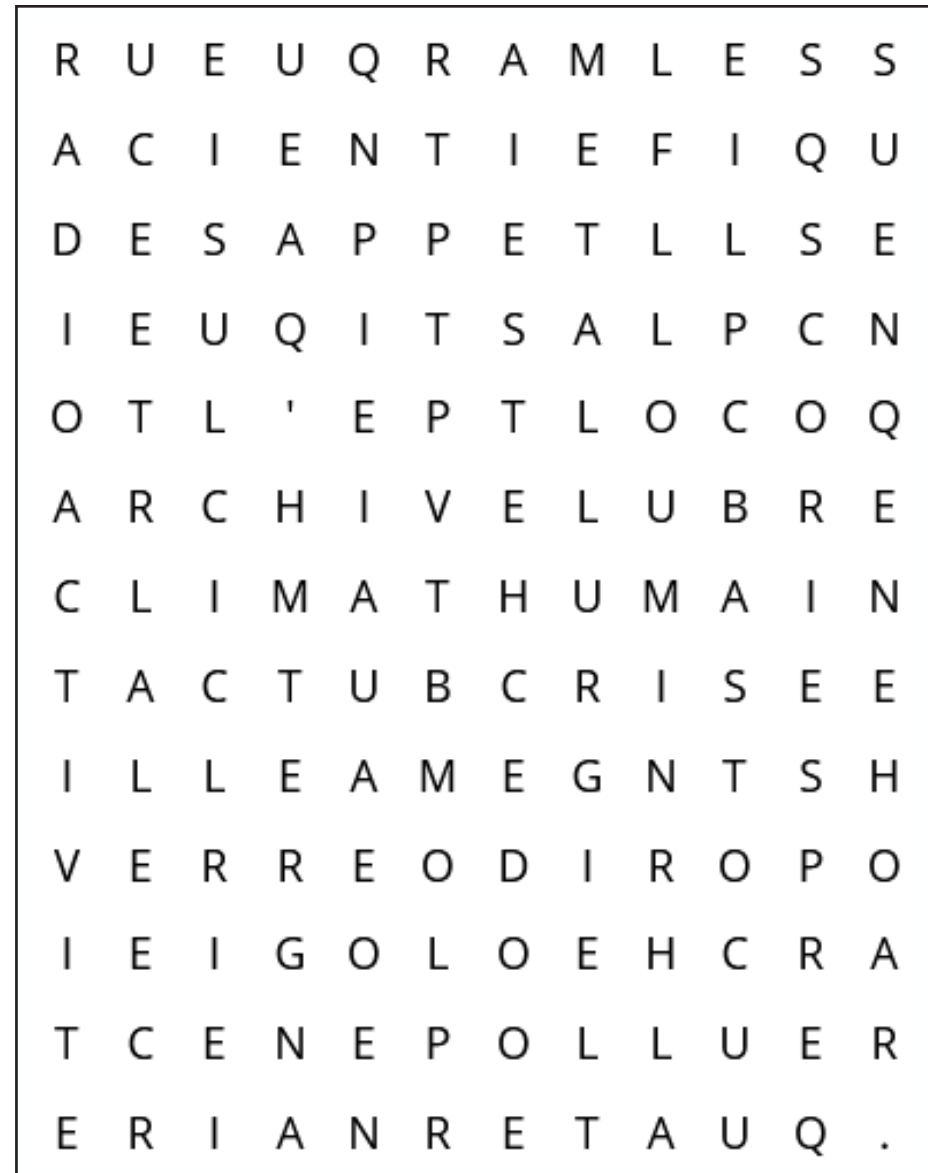 R U E U Q R A M L E S S
A C I E N T I E F I Q U
D E S A P P E T L L S E
I E U Q I T S A L P C N
O T L ' E P T L O C O Q
A R C H I V E L U B R E
C L I M A T H U M A I N
T A C T U B C R I S E E
I L L E A M E G N T S H
V E R R E O D I R O P O
I E I G O L O E H C R A
T C E N E P O L L U E R
E R I A N R E T A U Q .